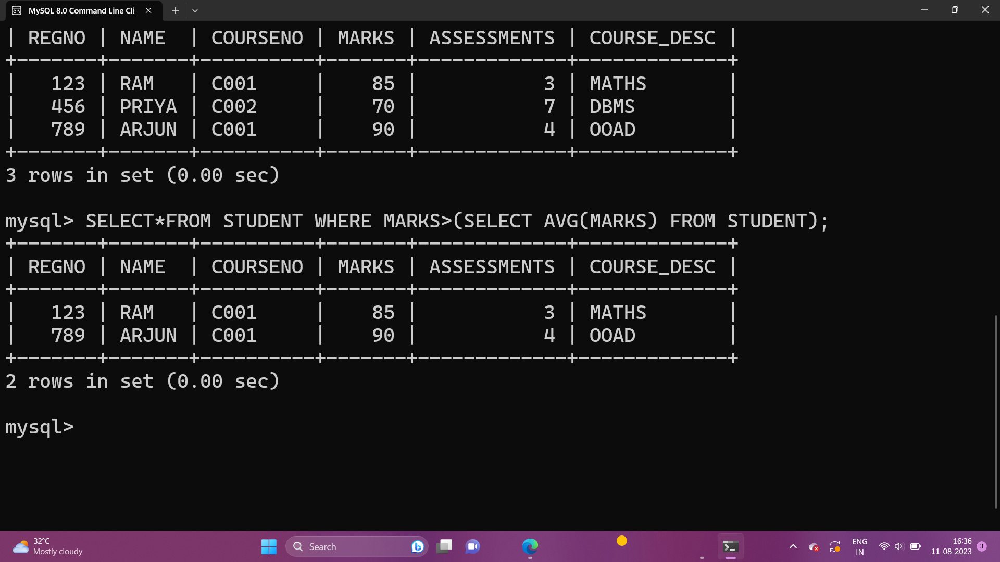 MySQL 8.0 Command Line Cli
| REGNO | NAME  | COURSENO | MARKS | ASSESSMENTS | COURSE_DESC |
+-------+-------+----------+-------+-------------+-------------+
|   123 | RAM   | C001     |    85 |           3 | MATHS       |
|   456 | PRIYA | C002     |    70 |           7 | DBMS        |
|   789 | ARJUN | C001     |    90 |           4 | OOAD        |
+-------+-------+----------+-------+-------------+-------------+
3 rows in set (0.00 sec)
mysql> SELECT*FROM STUDENT WHERE MARKS>(SELECT AVG(MARKS) FROM STUDENT);
+-------+-------+----------+-------+-------------+-------------+
| REGNO | NAME  | COURSENO | MARKS | ASSESSMENTS | COURSE_DESC |
+-------+-------+----------+-------+-------------+-------------+
|   123 | RAM   | C001     |    85 |           3 | MATHS       |
|   789 | ARJUN | C001     |    90 |           4 | OOAD        |
+-------+-------+----------+-------+-------------+-------------+
2 rows in set (0.00 sec)
mysql>
32°C
Mostly cloudy
Search
ENG
IN
16:36
11-08-2023
3